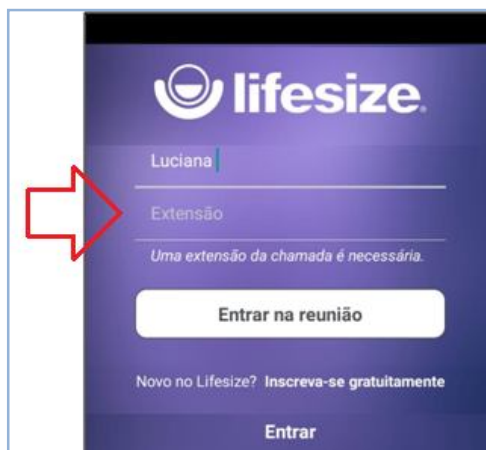 lifesize.
Luciana
Extensão
Uma extensão da chamada é necessária.
Entrar na reunião
Novo no Lifesize? Inscreva-se gratuitamente
Entrar